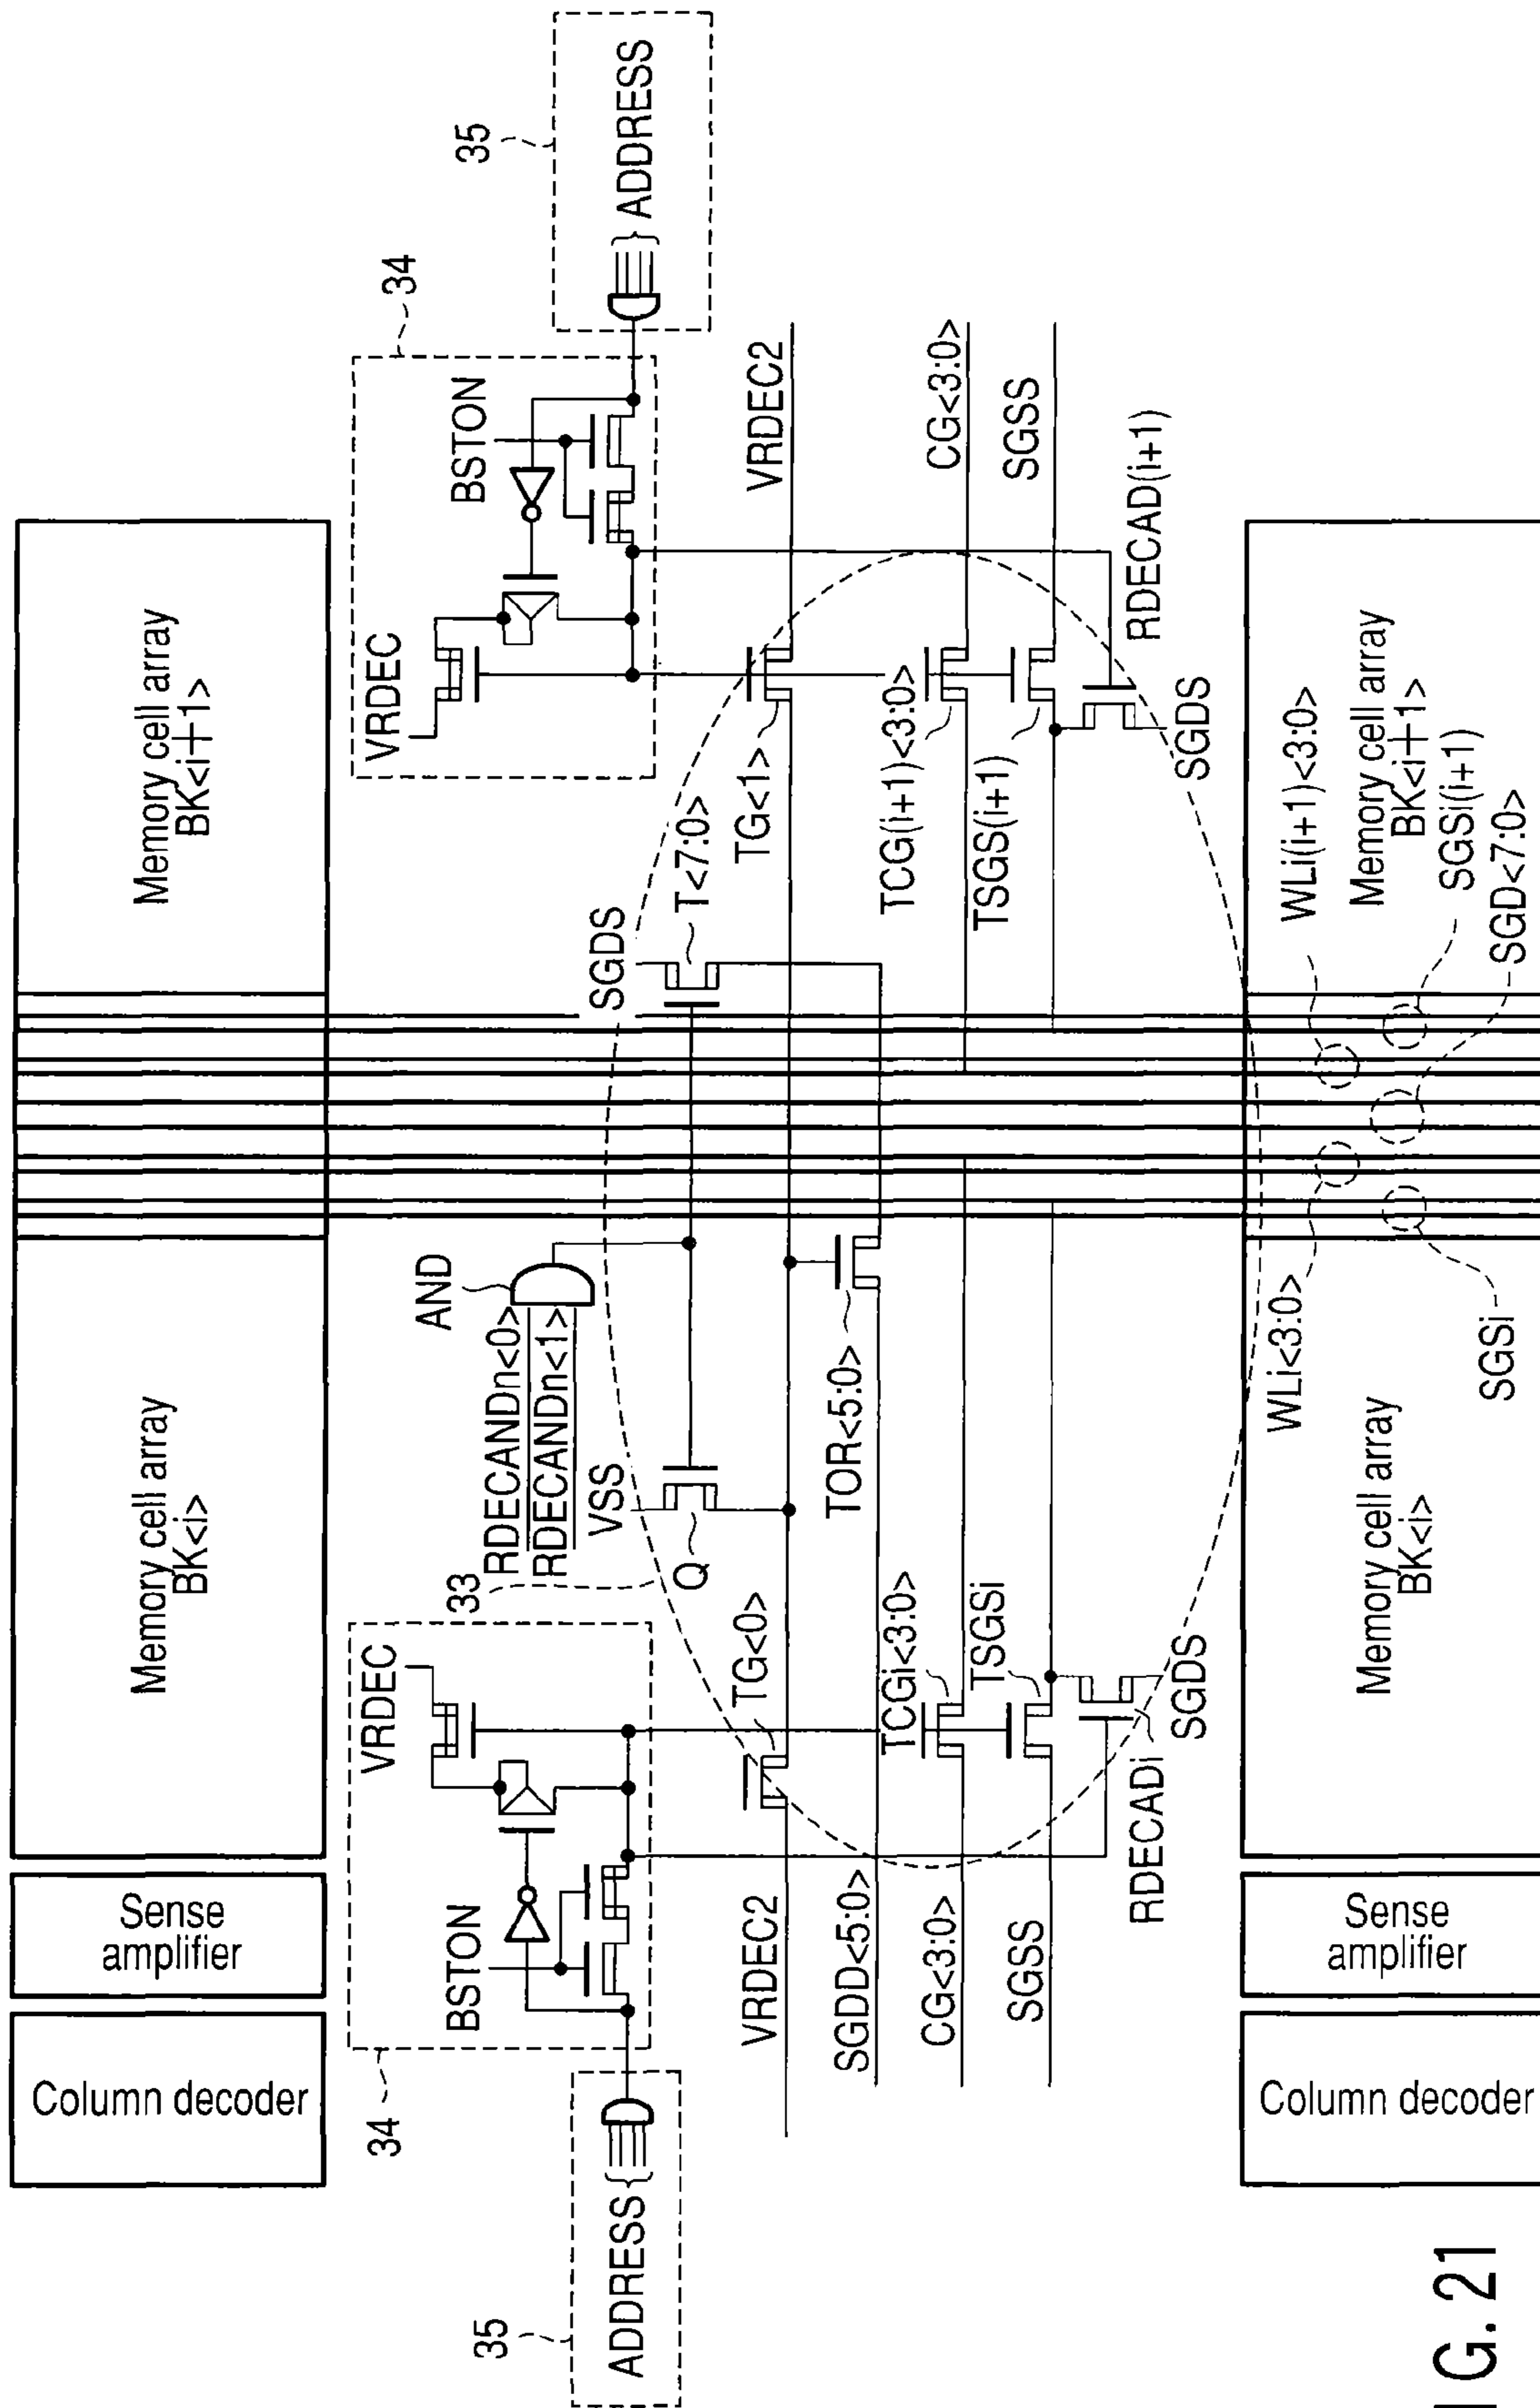 Column decoder
Sense
amplifier
Memory cell array
BK<i>
Memory cell array
BK<i+1>
34
BSTON
VRDEC
35
ADDRESS
33
RDECANDn<0>
RDECANDn<1>
AND
VSS
Q
SGDS
T<7:0>
VRDEC
BSTON
34
35
ADDRESS
VRDEC2
TG<0>
TG<1>
VRDEC2
SGDD<5:0>
TOR<5:0>
CG<3:0>
TCGi<3:0>
TCG(i+1)<3:0>
CG<3:0>
SGSS
TSGSi
TSGS(i+1)
SGSS
RDECADi
SGDS
SGDS
RDECAD(i+1)
Column decoder
Sense
amplifier
Memory cell array
BK<i>
WLi<3:0>
SGSi
WLi(i+1)<3:0>
Memory cell array
BK<i+1>
SGSi(i+1)
SGD<7:0>
G. 21